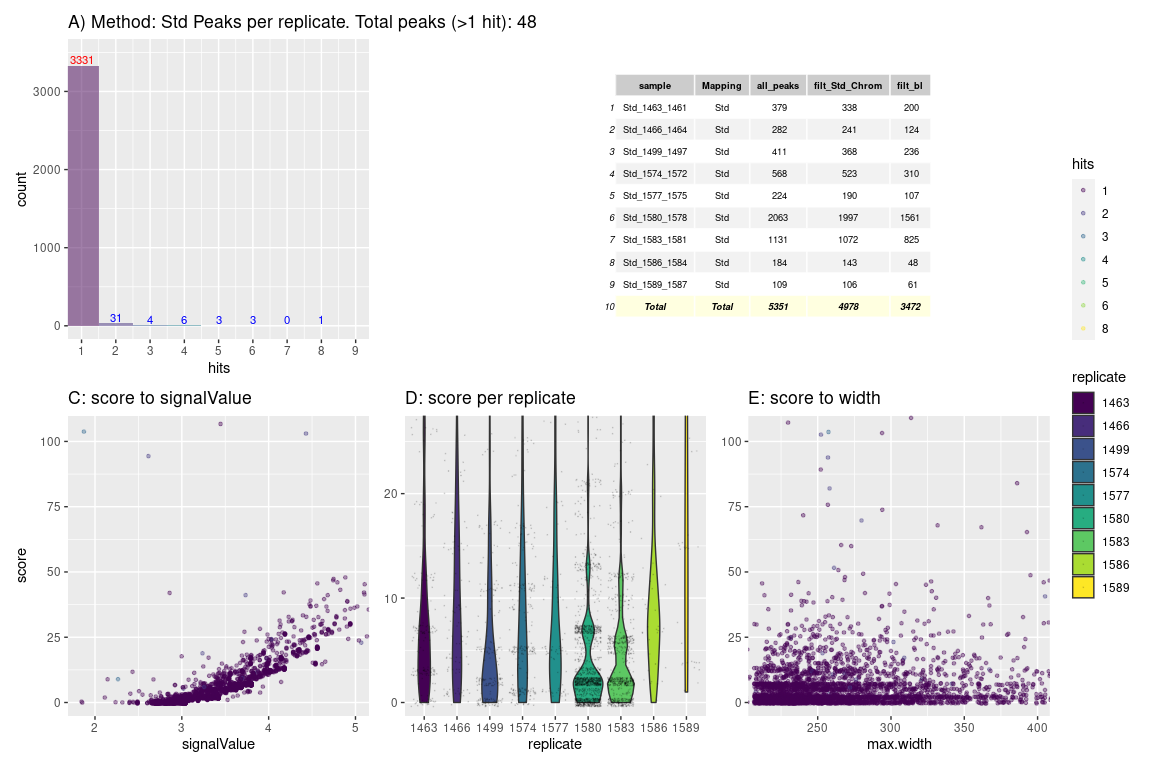 A) Method: Std Peaks per replicate. Total peaks (>1 hit): 48
3331
31 4 6 3 3 0 1
3000
2000
1000
0
count
1 2 3 4 5 6 7 8 9
hits
sample Mapping all_peaks filt_Std_Chrom filt_bl
1 Std_1463_1461 Std 379 338 200
2 Std_1466_1464 Std 282 241 124
3 Std_1499_1497 Std 411 368 236
4 Std_1574_1572 Std 568 523 310
5 Std_1577_1575 Std 224 190 107
6 Std_1580_1578 Std 2063 1997 1561
7 Std_1583_1581 Std 1131 1072 825
8 Std_1586_1584 Std 184 143 48
9 Std_1589_1587 Std 109 106 61
10 Total Total 5351 4978 3472
hits
1
2
3
4
5
6
8
replicate
1463
1466
1499
1574
1577
1580
1583
1586
1589
C: score to signalValue
100
75
50
25
0
score
2 3 4 5
signalValue
D: score per replicate
20
10
0
1463 1466 1499 1574 1577 1580 1583 1586 1589
replicate
E: score to width
100
75
50
25
0
250 300 350 400
max.width